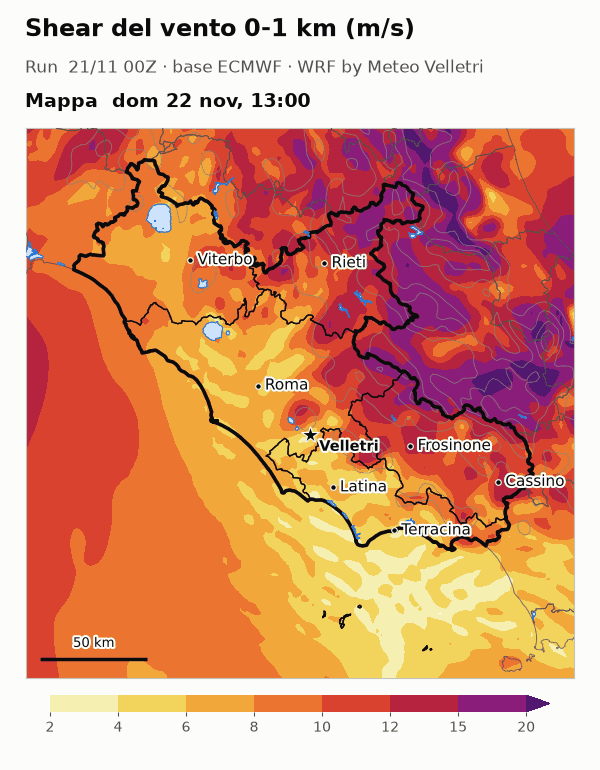 Shear del vento 0-1 km (m/s)
Run 21/11 00Z · base ECMWF · WRF by Meteo Velletri
Mappa dom 22 nov, 13:00
Viterbo
Rieti
Roma
Velletri
Frosinone
Latina
Cassino
Terracina
50 km
2 4 6 8 10 12 15 20